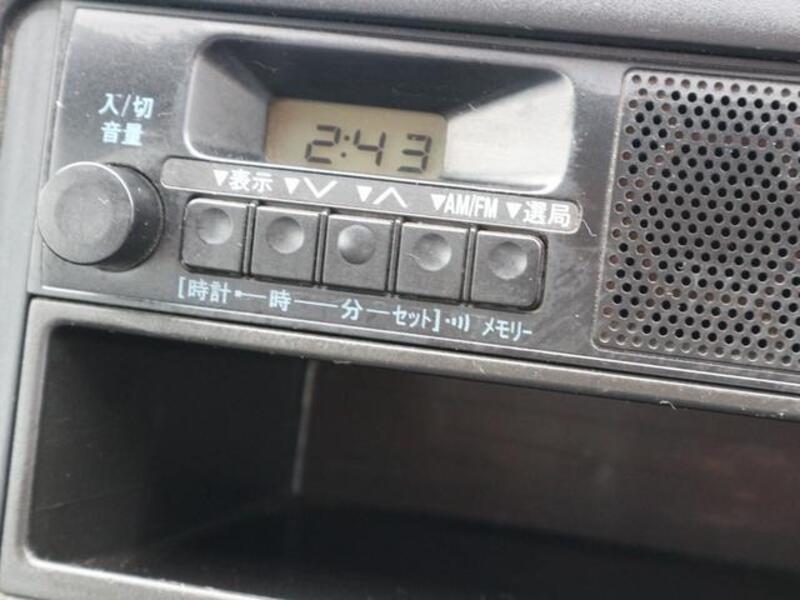 入/切
音量
2:43
▼表示 ▼∨ ▼∧ ▼AM/FM ▼選局
[時計・―時―分―セット] メモリー